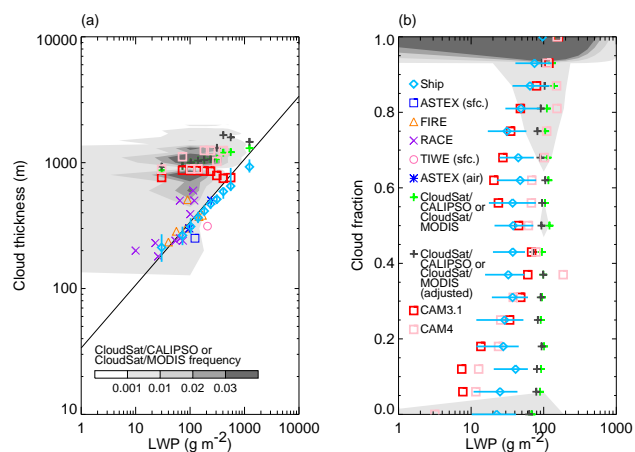 (a)
10000
1000
100
10
Cloud thickness (m)
CloudSat/CALIPSO or
CloudSat/MODIS frequency
0.001 0.01 0.02 0.03
1 10 100 1000 10000
LWP (g m-2)
(b)
1.0
0.8
0.6
0.4
0.2
0.0
Cloud fraction
Ship
ASTEX (sfc.)
FIRE
RACE
TIWE (sfc.)
ASTEX (air)
CloudSat/
CALIPSO or
CloudSat/
MODIS
CloudSat/
CALIPSO or
CloudSat/
MODIS
(adjusted)
CAM3.1
CAM4
1 10 100 1000
LWP (g m-2)